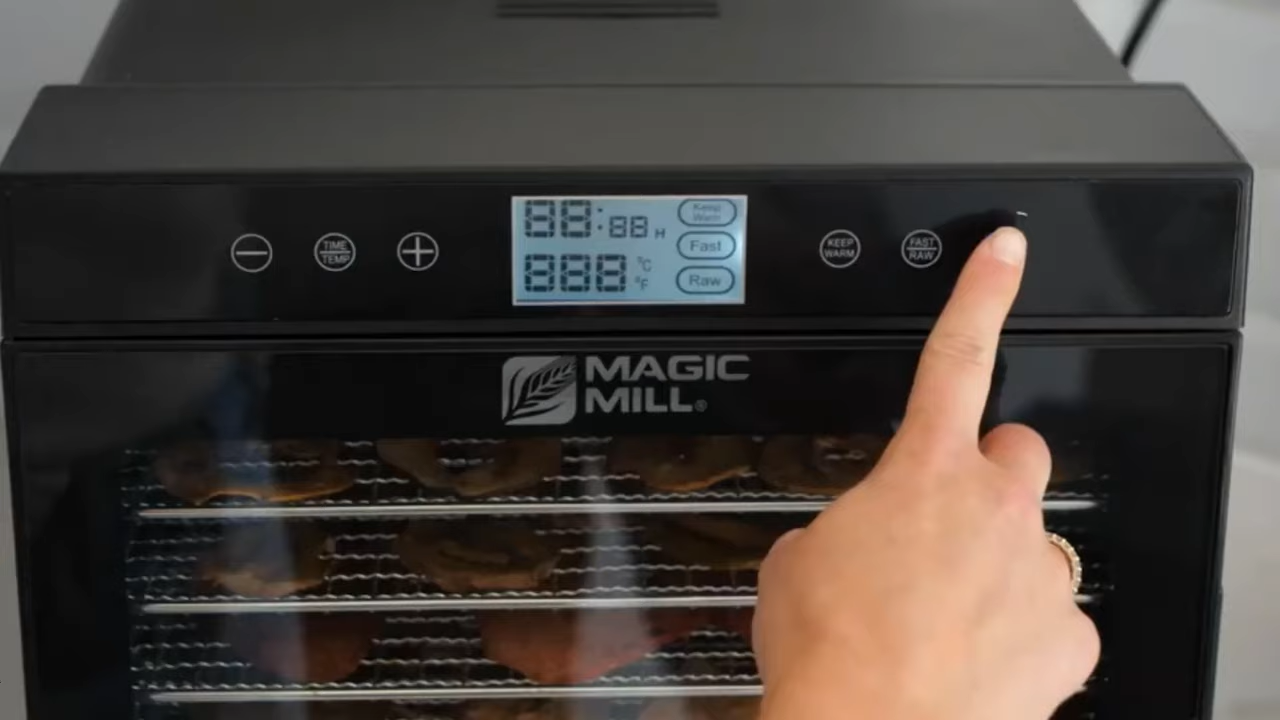 TIME
TEMP
88:88 H
888 °C
°F
Keep
Warm
Fast
Raw
KEEP
WARM
FAST
RAW
MAGIC
MILL®